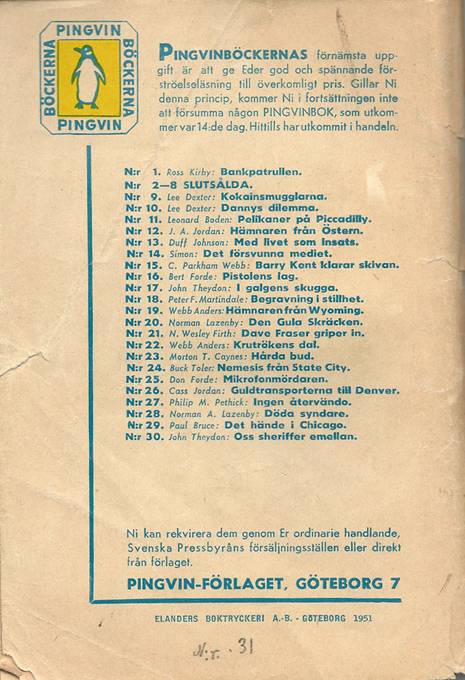 PINGVIN
BÖCKERNA
BÖCKERNA
PINGVIN
PINGVINBÖCKERNAS förnämsta upp-
gift är att ge Eder god och spännande för-
ströelseläsning till överkomligt pris. Gillar Ni
denna princip, kommer Ni i fortsättningen inte
att försumma någon PINGVINBOK, som utkom-
mer var 14:de dag. Hittills har utkommit i handeln.
N:r 1. Ross Kirby: Bankpatrullen.
N:r 2—8 SLUTSÅLDA.
N:r 9. Lee Dexter: Kokainsmugglarna.
N:r 10. Lee Dexter: Dannys dilemma.
N:r 11. Leonard Boden: Pelikaner på Piccadilly.
N:r 12. J. A. Jordan: Hämnaren från Östern.
N:r 13. Duff Johnson: Med livet som insats.
N:r 14. Simon: Det försvunna mediet.
N:r 15. C. Parkham Webb: Barry Kent klarar skivan.
N:r 16. Bert Forde: Pistolens lag.
N:r 17. John Theydon: I galgens skugga.
N:r 18. Peter F. Martindale: Begravning i stillhet.
N:r 19. Webb Anders: Hämnaren från Wyoming.
N:r 20. Norman Lazenby: Den Gula Skräcken.
N:r 21. N. Wesley Firth: Dave Fraser griper in.
N:r 22. Webb Anders: Krutrökens dal.
N:r 23. Morton T. Caynes: Hårda bud.
N:r 24. Buck Toler: Nemesis från State City.
N:r 25. Don Forde: Mikrofonmördaren.
N:r 26. Cass Jordan: Guldtransporterna till Denver.
N:r 27. Philip M. Pethick: Ingen återvändo.
N:r 28. Norman A. Lazenby: Döda syndare.
N:r 29. Paul Bruce: Det hände i Chicago.
N:r 30. John Theydon: Oss sheriffer emellan.
Ni kan rekvirera dem genom Er ordinarie handlande,
Svenska Pressbyråns försäljningsställen eller direkt
från förlaget.
PINGVIN-FÖRLAGET, GÖTEBORG 7
ELANDERS BOKTRYCKERI A.-B. - GÖTEBORG 1951
N:r. 31